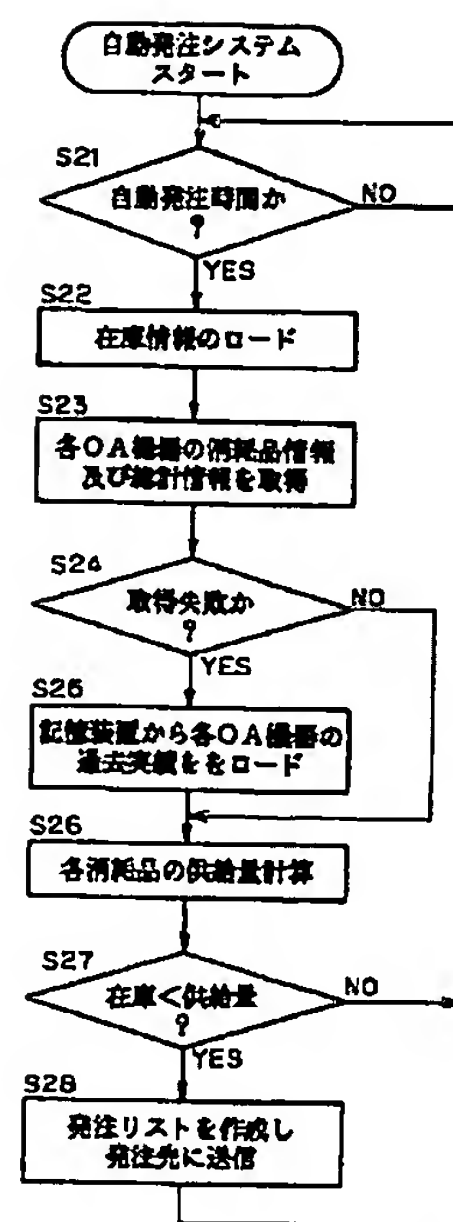 自動発注システム
スタート
S21
自動発注時間か
?
NO
YES
S22
在庫情報のロード
S23
各OA機器の消耗品情報
及び統計情報を取得
S24
取得失敗か
?
NO
YES
S25
記憶装置から各OA機器の
過去実績ををロード
S26
各消耗品の供給量計算
S27
在庫<供給量
?
NO
YES
S28
発注リストを作成し
発注先に送信